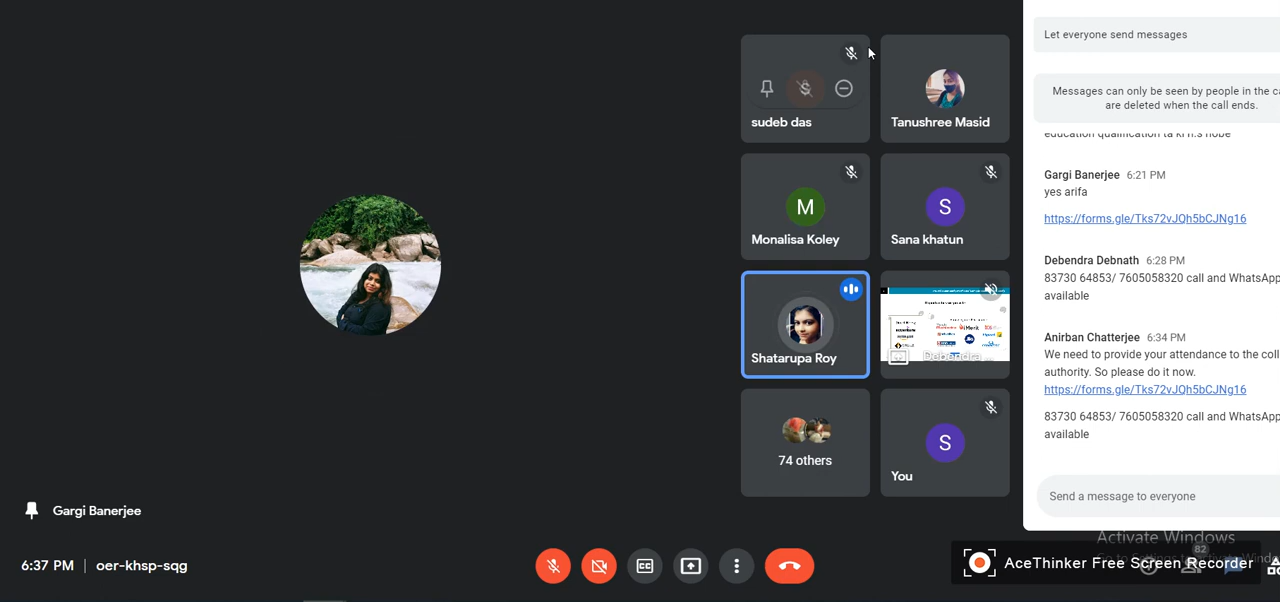 sudeb das
Tanushree Masid
M
Monalisa Koley
S
Sana khatun
Shatarupa Roy
Debendra ...
74 others
S
You
Gargi Banerjee
6:37 PM | oer-khsp-sqg
Let everyone send messages
Messages can only be seen by people in the ca
are deleted when the call ends.
Gargi Banerjee 6:21 PM
yes arifa
https://forms.gle/Tks72vJQh5bCJNg16
Debendra Debnath 6:28 PM
83730 64853/ 7605058320 call and WhatsApp
available
Anirban Chatterjee 6:34 PM
We need to provide your attendance to the coll
authority. So please do it now.
https://forms.gle/Tks72vJQh5bCJNg16
83730 64853/ 7605058320 call and WhatsApp
available
Send a message to everyone
Activate Windows
82
AceThinker Free Screen Recorder